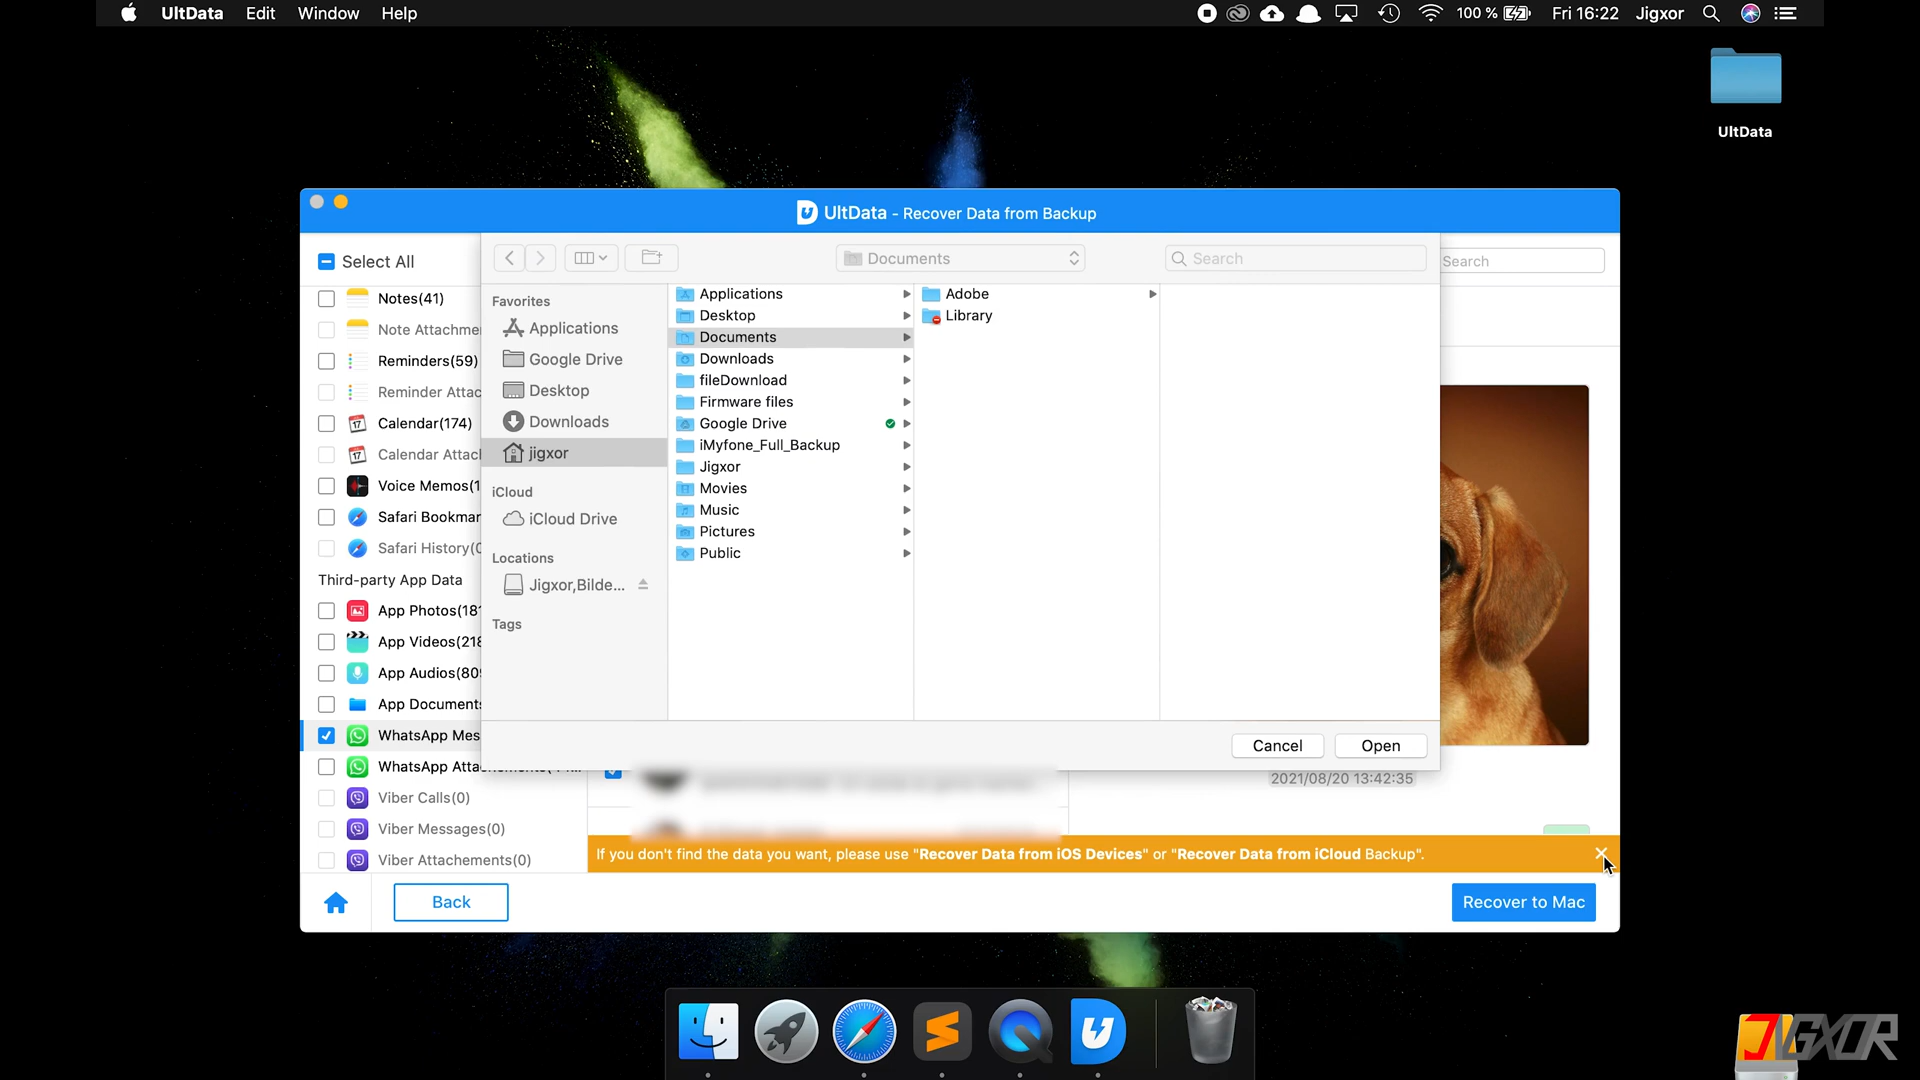 UltData Edit Window Help
100 % Fri 16:22 Jigxor
UltData
UltData - Recover Data from Backup
Select All
Documents
Search
Search
Notes(41)
Note Attachme
Reminders(59)
Reminder Attac
Calendar(174)
Calendar Attacl
Voice Memos(1
Safari Bookmar
Safari History(0
Third-party App Data
App Photos(181
App Videos(218
App Audios(809
App Documents
WhatsApp Mes
WhatsApp Atta
Viber Calls(0)
Viber Messages(0)
Viber Attachements(0)
Favorites
Applications
Google Drive
Desktop
Downloads
jigxor
iCloud
iCloud Drive
Locations
Jigxor,Bilde...
Tags
Applications
Desktop
Documents
Downloads
fileDownload
Firmware files
Google Drive
iMyfone_Full_Backup
Jigxor
Movies
Music
Pictures
Public
Adobe
Library
Cancel
Open
2021/08/20 13:42:35
If you don't find the data you want, please use "Recover Data from iOS Devices" or "Recover Data from iCloud Backup".
Back
Recover to Mac
JIGXOR